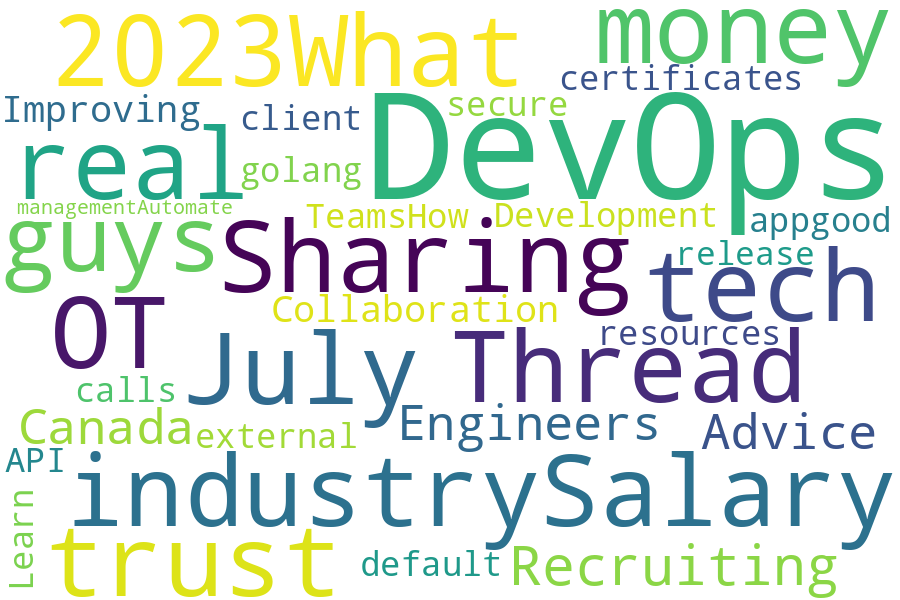 2023What
money
certificates
Improving
client
secure
DevOps
real
golang
managementAutomate
TeamsHow
Development
appgood
guys
Sharing
release
tech
OT
Collaboration
resources
July
Thread
calls
Canada
external
Engineers
Advice
API
industrySalary
Learn
trust
default
Recruiting